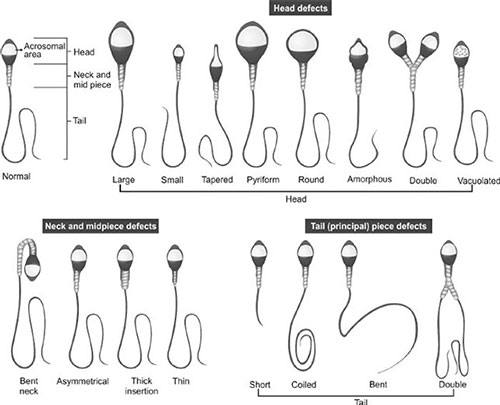 Head defects
Acrosomal
area
Head
Neck and
mid piece
Tail
Normal
Large
Small
Tapered
Pyriform
Round
Amorphous
Double
Vacuolated
Head
Neck and midpiece defects
Tail (principal) piece defects
Bent
neck
Asymmetrical
Thick
insertion
Thin
Short
Coiled
Bent
Double
Tail